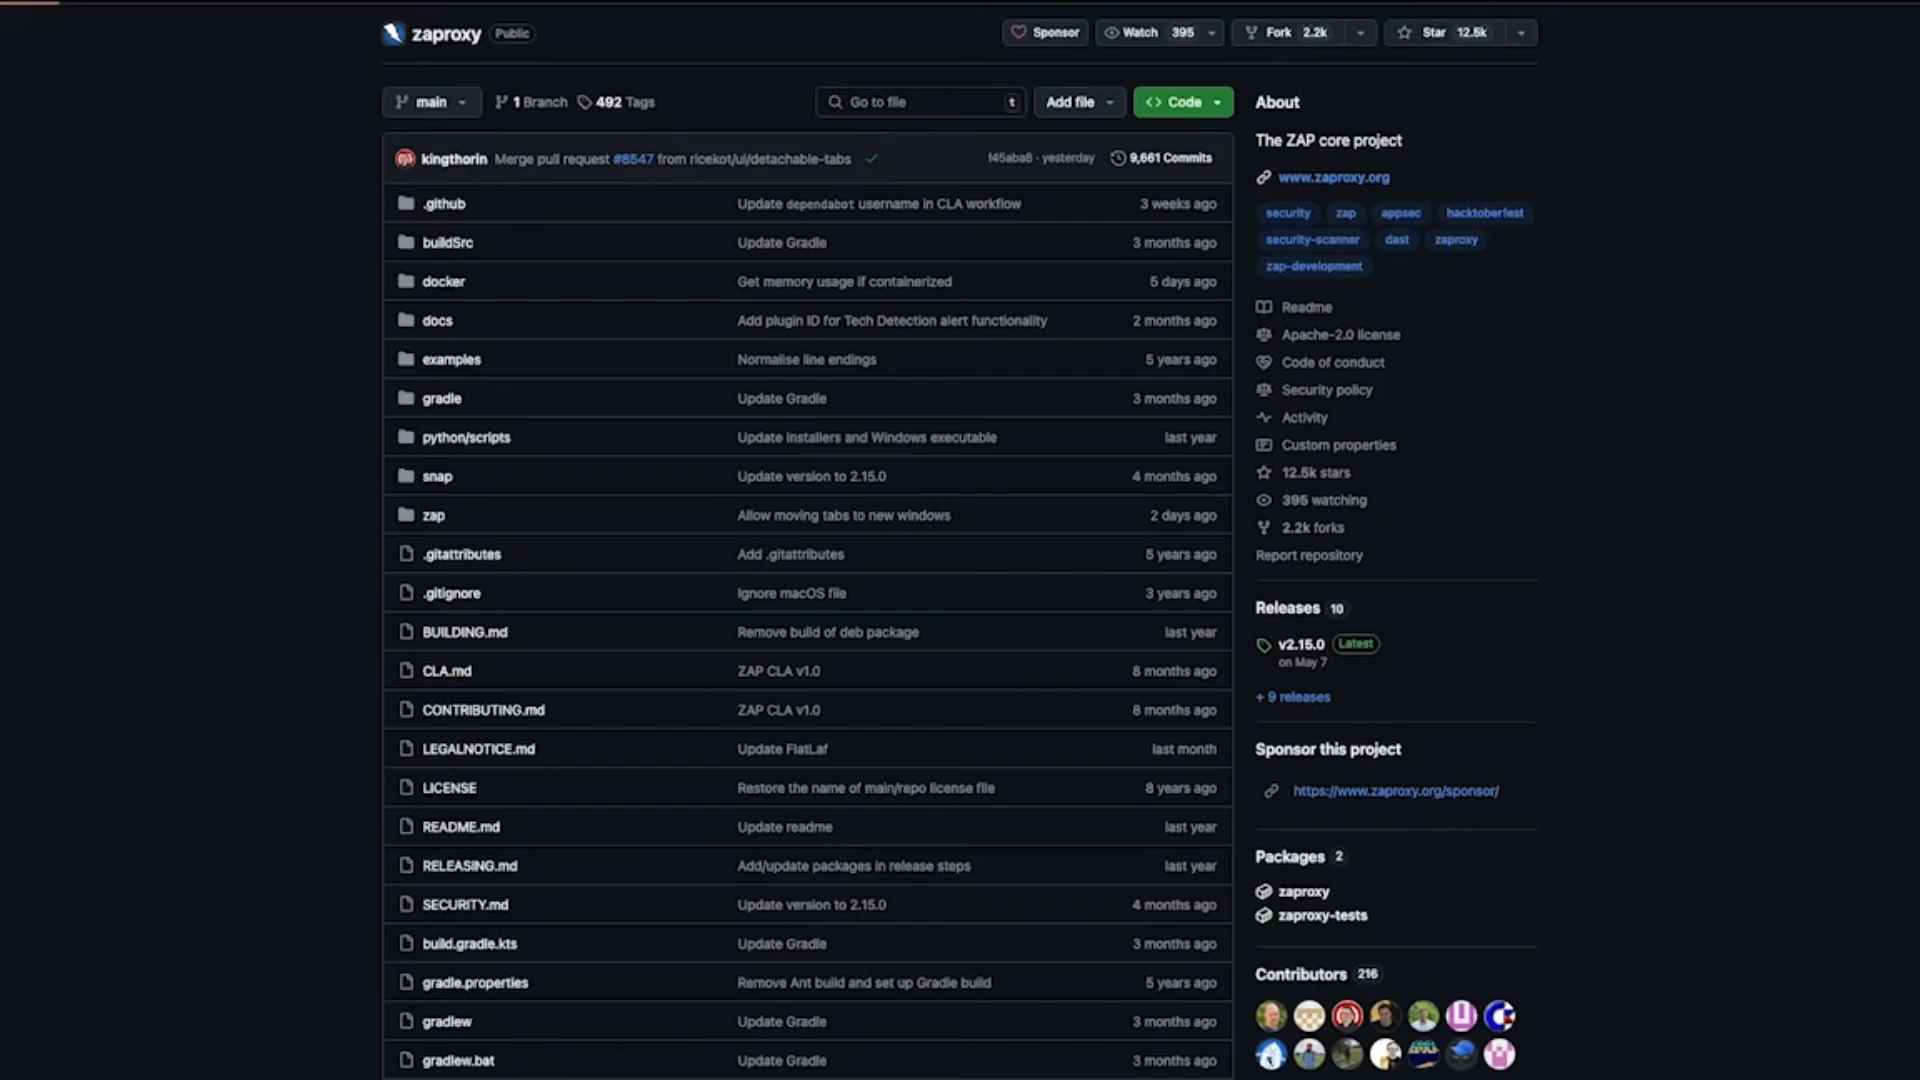 zaproxy Public
Sponsor Watch 395 Fork 2.2k Star 12.5k
main 1 Branch 492 Tags Go to file t Add file Code
kingthorin Merge pull request #8547 from ricekot/ui/detachable-tabs f45aba8 · yesterday 9,661 Commits
.github Update dependabot username in CLA workflow 3 weeks ago
buildSrc Update Gradle 3 months ago
docker Get memory usage if containerized 5 days ago
docs Add plugin ID for Tech Detection alert functionality 2 months ago
examples Normalise line endings 5 years ago
gradle Update Gradle 3 months ago
python/scripts Update installers and Windows executable last year
snap Update version to 2.15.0 4 months ago
zap Allow moving tabs to new windows 2 days ago
.gitattributes Add .gitattributes 5 years ago
.gitignore Ignore macOS file 3 years ago
BUILDING.md Remove build of deb package last year
CLA.md ZAP CLA v1.0 8 months ago
CONTRIBUTING.md ZAP CLA v1.0 8 months ago
LEGALNOTICE.md Update FlatLaf last month
LICENSE Restore the name of main/repo license file 8 years ago
README.md Update readme last year
RELEASING.md Add/update packages in release steps last year
SECURITY.md Update version to 2.15.0 4 months ago
build.gradle.kts Update Gradle 3 months ago
gradle.properties Remove Ant build and set up Gradle build 5 years ago
gradlew Update Gradle 3 months ago
gradlew.bat Update Gradle 3 months ago
About
The ZAP core project
www.zaproxy.org
security zap appsec hacktoberfest
security-scanner dast zaproxy
zap-development
Readme
Apache-2.0 license
Code of conduct
Security policy
Activity
Custom properties
12.5k stars
395 watching
2.2k forks
Report repository
Releases 10
v2.15.0 Latest
on May 7
+ 9 releases
Sponsor this project
https://www.zaproxy.org/sponsor/
Packages 2
zaproxy
zaproxy-tests
Contributors 216